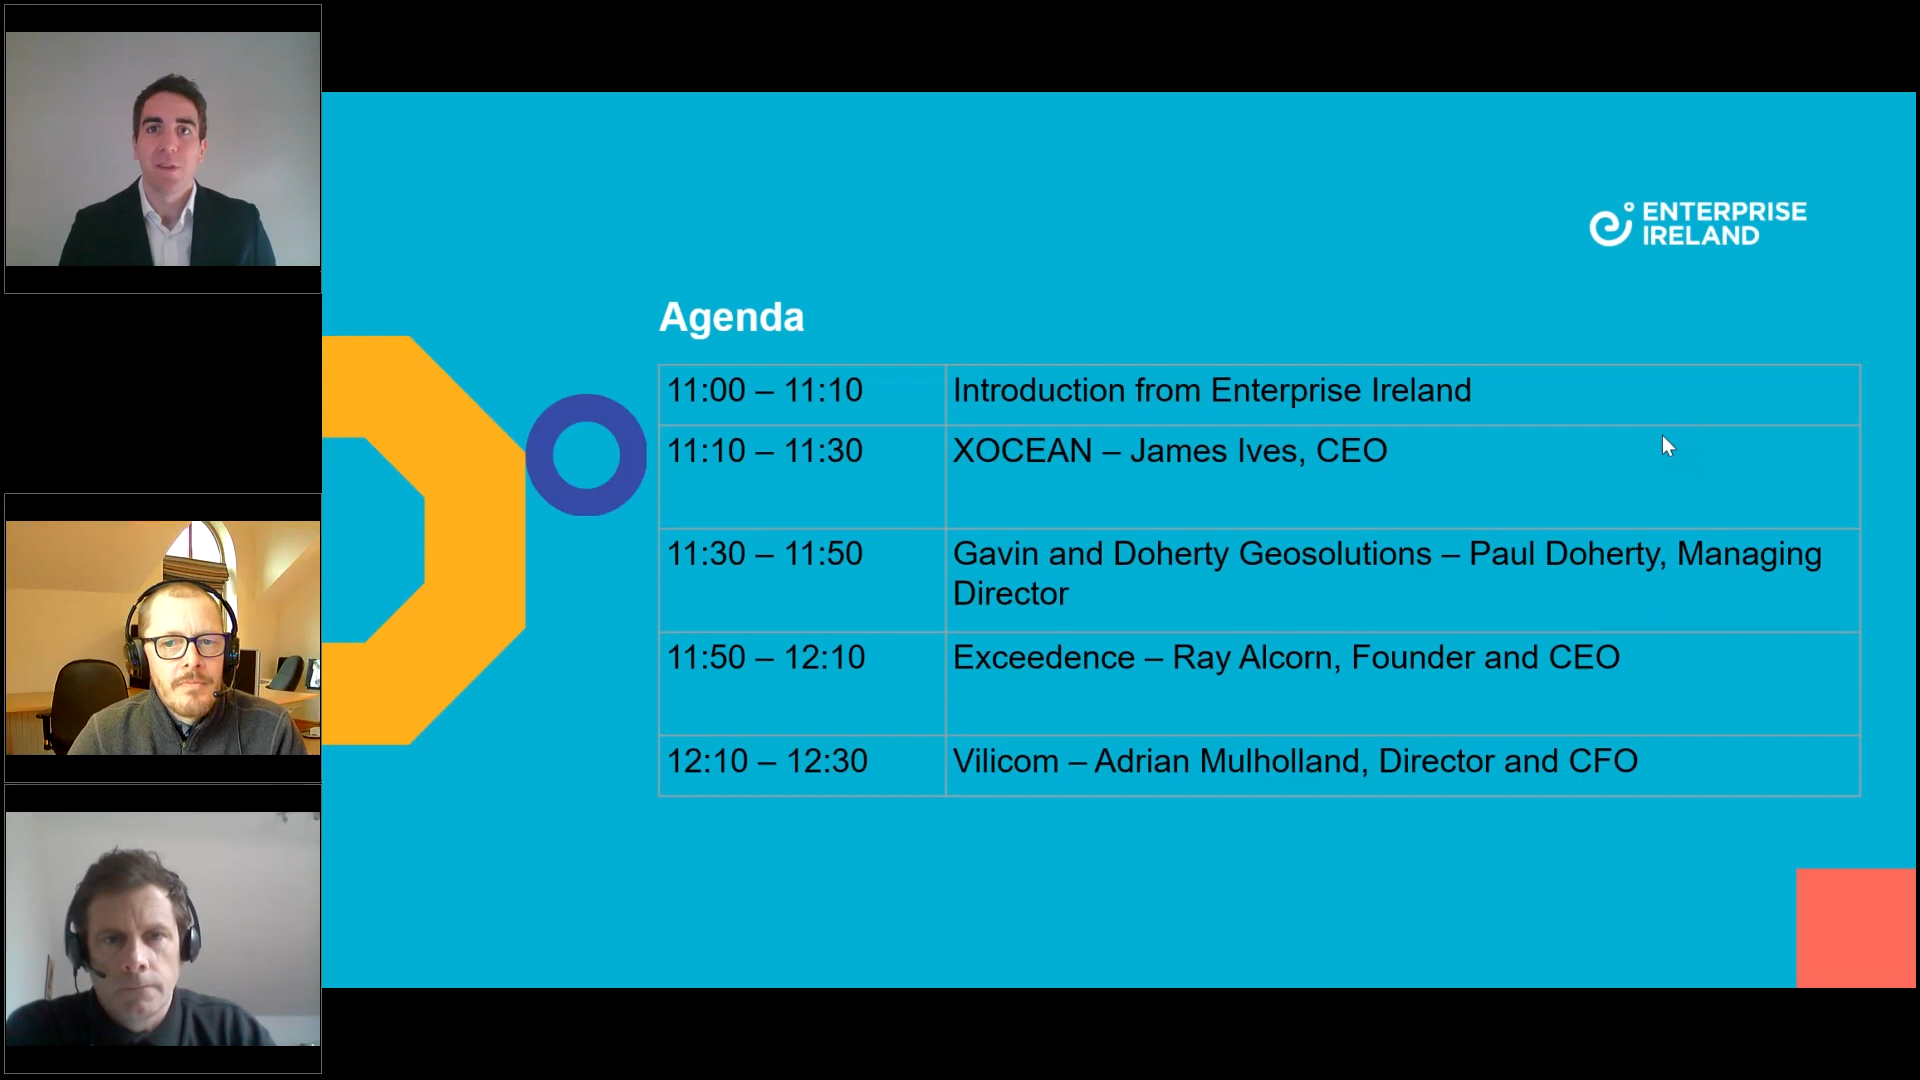 ENTERPRISE
IRELAND
Agenda
11:00 – 11:10 Introduction from Enterprise Ireland
11:10 – 11:30 XOCEAN – James Ives, CEO
11:30 – 11:50 Gavin and Doherty Geosolutions – Paul Doherty, Managing
Director
11:50 – 12:10 Exceedence – Ray Alcorn, Founder and CEO
12:10 – 12:30 Vilicom – Adrian Mulholland, Director and CFO